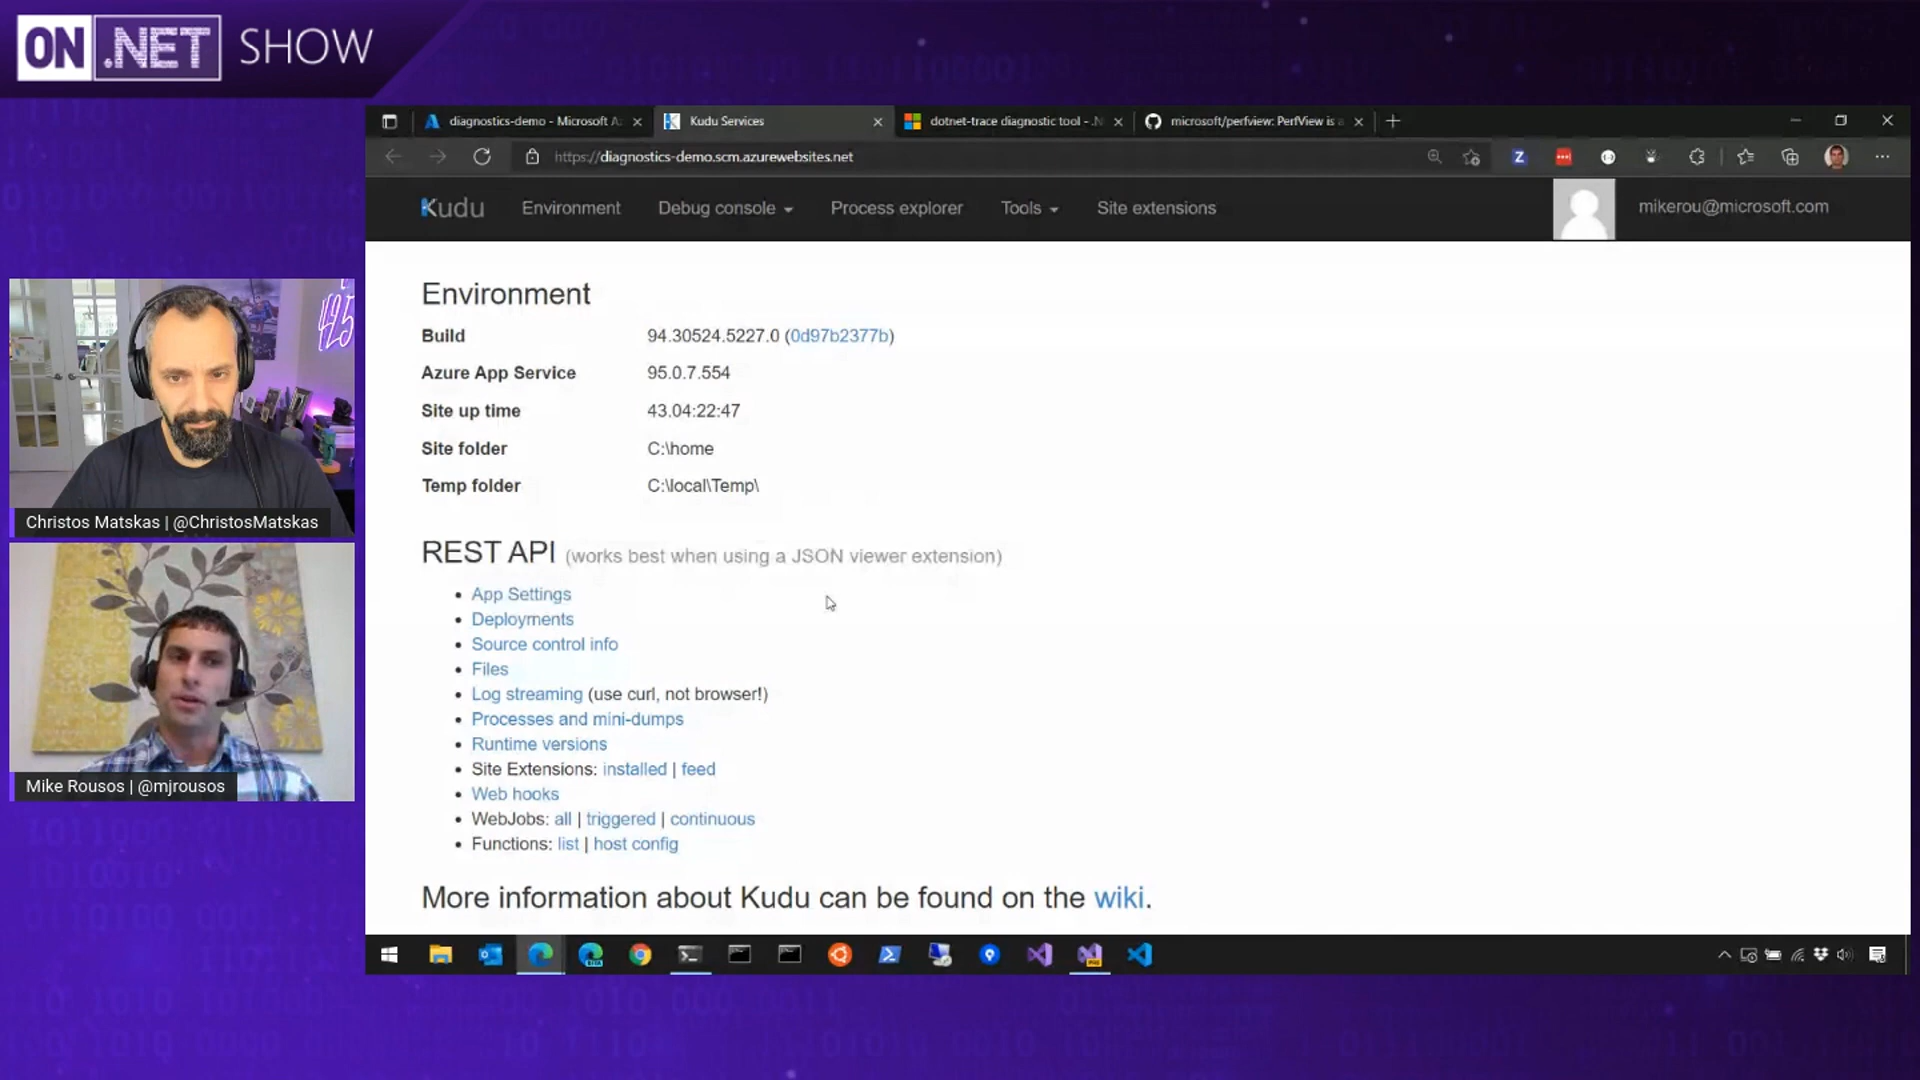 ON .NET SHOW
diagnostics-demo - Microsoft A
Kudu Services
dotnet-trace diagnostic tool - .N
microsoft/perfview: PerfView is a
https://diagnostics-demo.scm.azurewebsites.net
Kudu Environment Debug console Process explorer Tools Site extensions
mikerou@microsoft.com
Environment
Build 94.30524.5227.0 (0d97b2377b)
Azure App Service 95.0.7.554
Site up time 43.04:22:47
Site folder C:\home
Temp folder C:\local\Temp\
REST API (works best when using a JSON viewer extension)
App Settings
Deployments
Source control info
Files
Log streaming (use curl, not browser!)
Processes and mini-dumps
Runtime versions
Site Extensions: installed | feed
Web hooks
WebJobs: all | triggered | continuous
Functions: list | host config
More information about Kudu can be found on the wiki.
425
Christos Matskas | @ChristosMatskas
Mike Rousos | @mjrousos